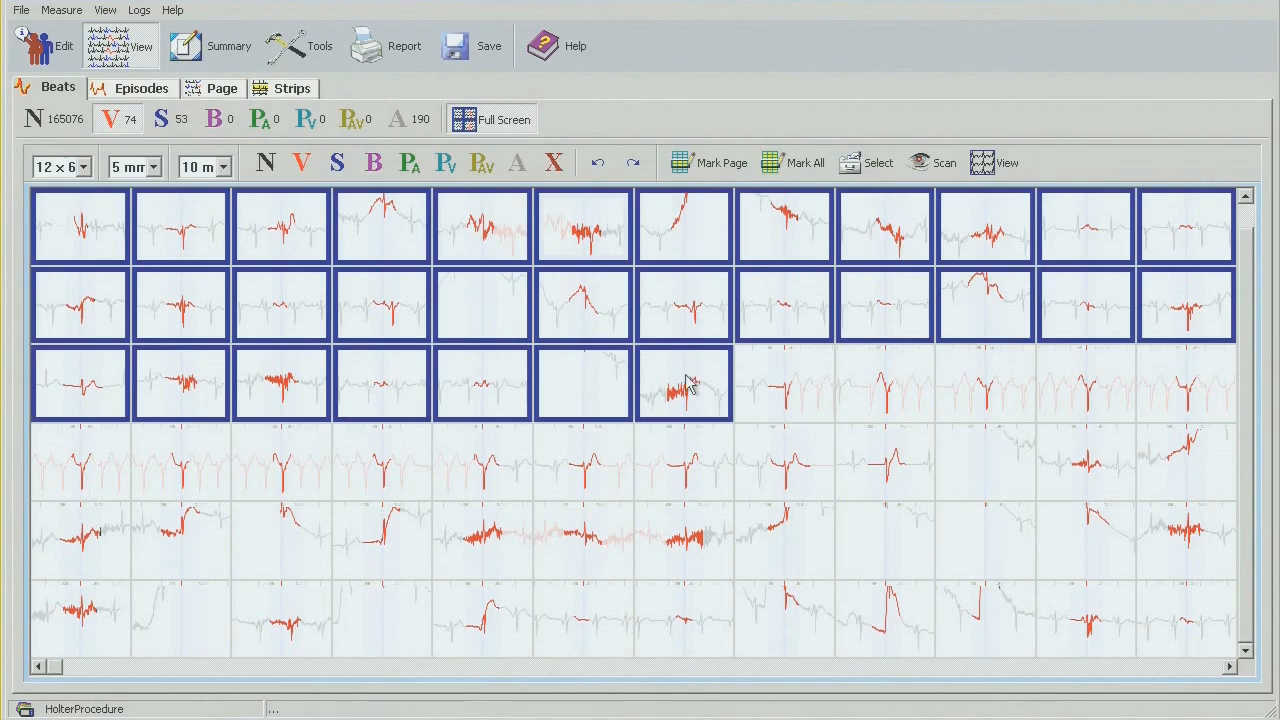 File Measure View Logs Help
Edit View Summary Tools Report Save Help
Beats Episodes Page Strips
N 165076 V 74 S 53 B 0 PA 0 PV 0 PAV 0 A 190 Full Screen
12 x 6 5 mm 10 m N V S B PA PV PAV A X Mark Page Mark All Select Scan View
HolterProcedure ...